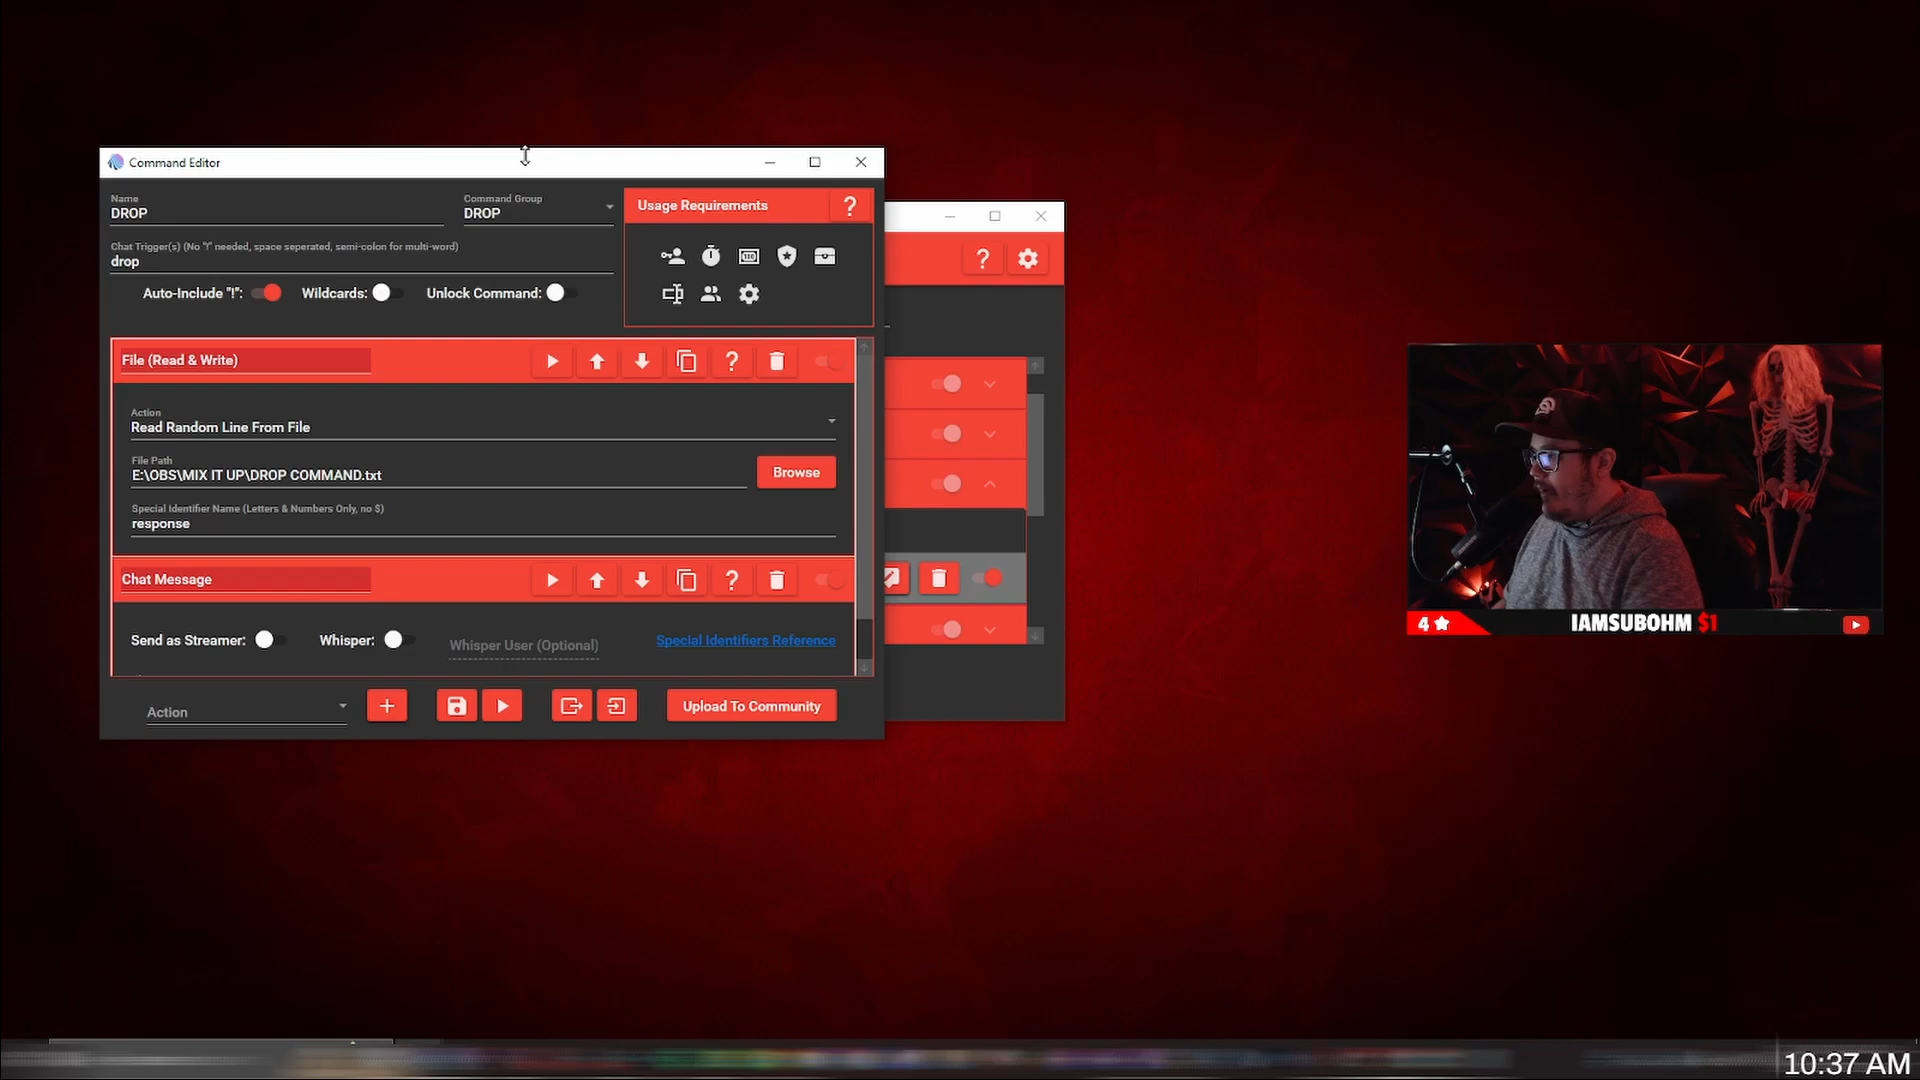 Command Editor
Name
DROP
Command Group
DROP
Usage Requirements
?
Chat Trigger(s) (No "!" needed, space seperated, semi-colon for multi-word)
drop
Auto-Include "!":
Wildcards:
Unlock Command:
?
File (Read & Write)
?
Action
Read Random Line From File
File Path
E:\OBS\MIX IT UP\DROP COMMAND.txt
Browse
Special Identifier Name (Letters & Numbers Only, no $)
response
Chat Message
?
Send as Streamer:
Whisper:
Whisper User (Optional)
Special Identifiers Reference
Action
+
Upload To Community
4
IAMSUBOHM $1
10:37 AM